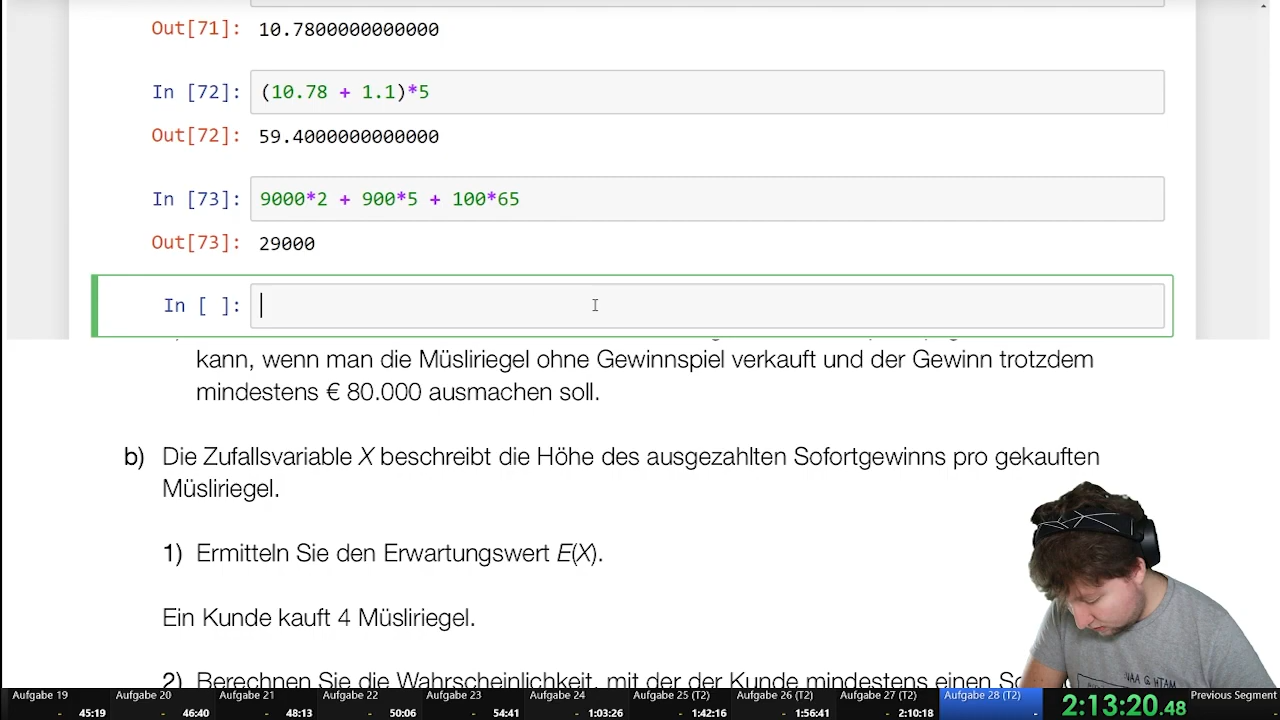 Out[71]: 10.7800000000000
In [72]: (10.78 + 1.1)*5
Out[72]: 59.4000000000000
In [73]: 9000*2 + 900*5 + 100*65
Out[73]: 29000
In [ ]:
kann, wenn man die Müsliriegel ohne Gewinnspiel verkauft und der Gewinn trotzdem
mindestens € 80.000 ausmachen soll.
b) Die Zufallsvariable X beschreibt die Höhe des ausgezahlten Sofortgewinns pro gekauften
Müsliriegel.
1) Ermitteln Sie den Erwartungswert E(X).
Ein Kunde kauft 4 Müsliriegel.
2) Berechnen Sie die Wahrscheinlichkeit, mit der der Kunde mindestens einen
Aufgabe 19 Aufgabe 20 Aufgabe 21 Aufgabe 22 Aufgabe 23 Aufgabe 24 Aufgabe 25 (T2) Aufgabe 26 (T2) Aufgabe 27 (T2) Aufgabe 28 (T2) 2:13:20.48 Previous Segment
- 45:19 - 46:40 - 48:13 - 50:06 - 54:41 - 1:03:26 - 1:42:16 - 1:56:41 - 2:10:18 - -